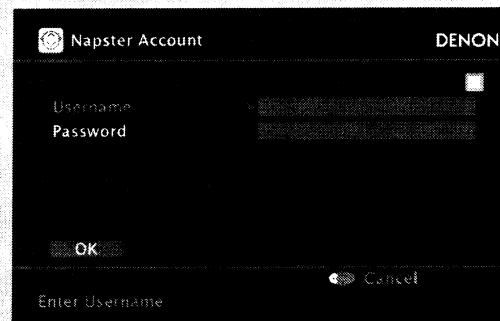 Napster Account
DENON
Username
Password
OK
Cancel
Enter Username